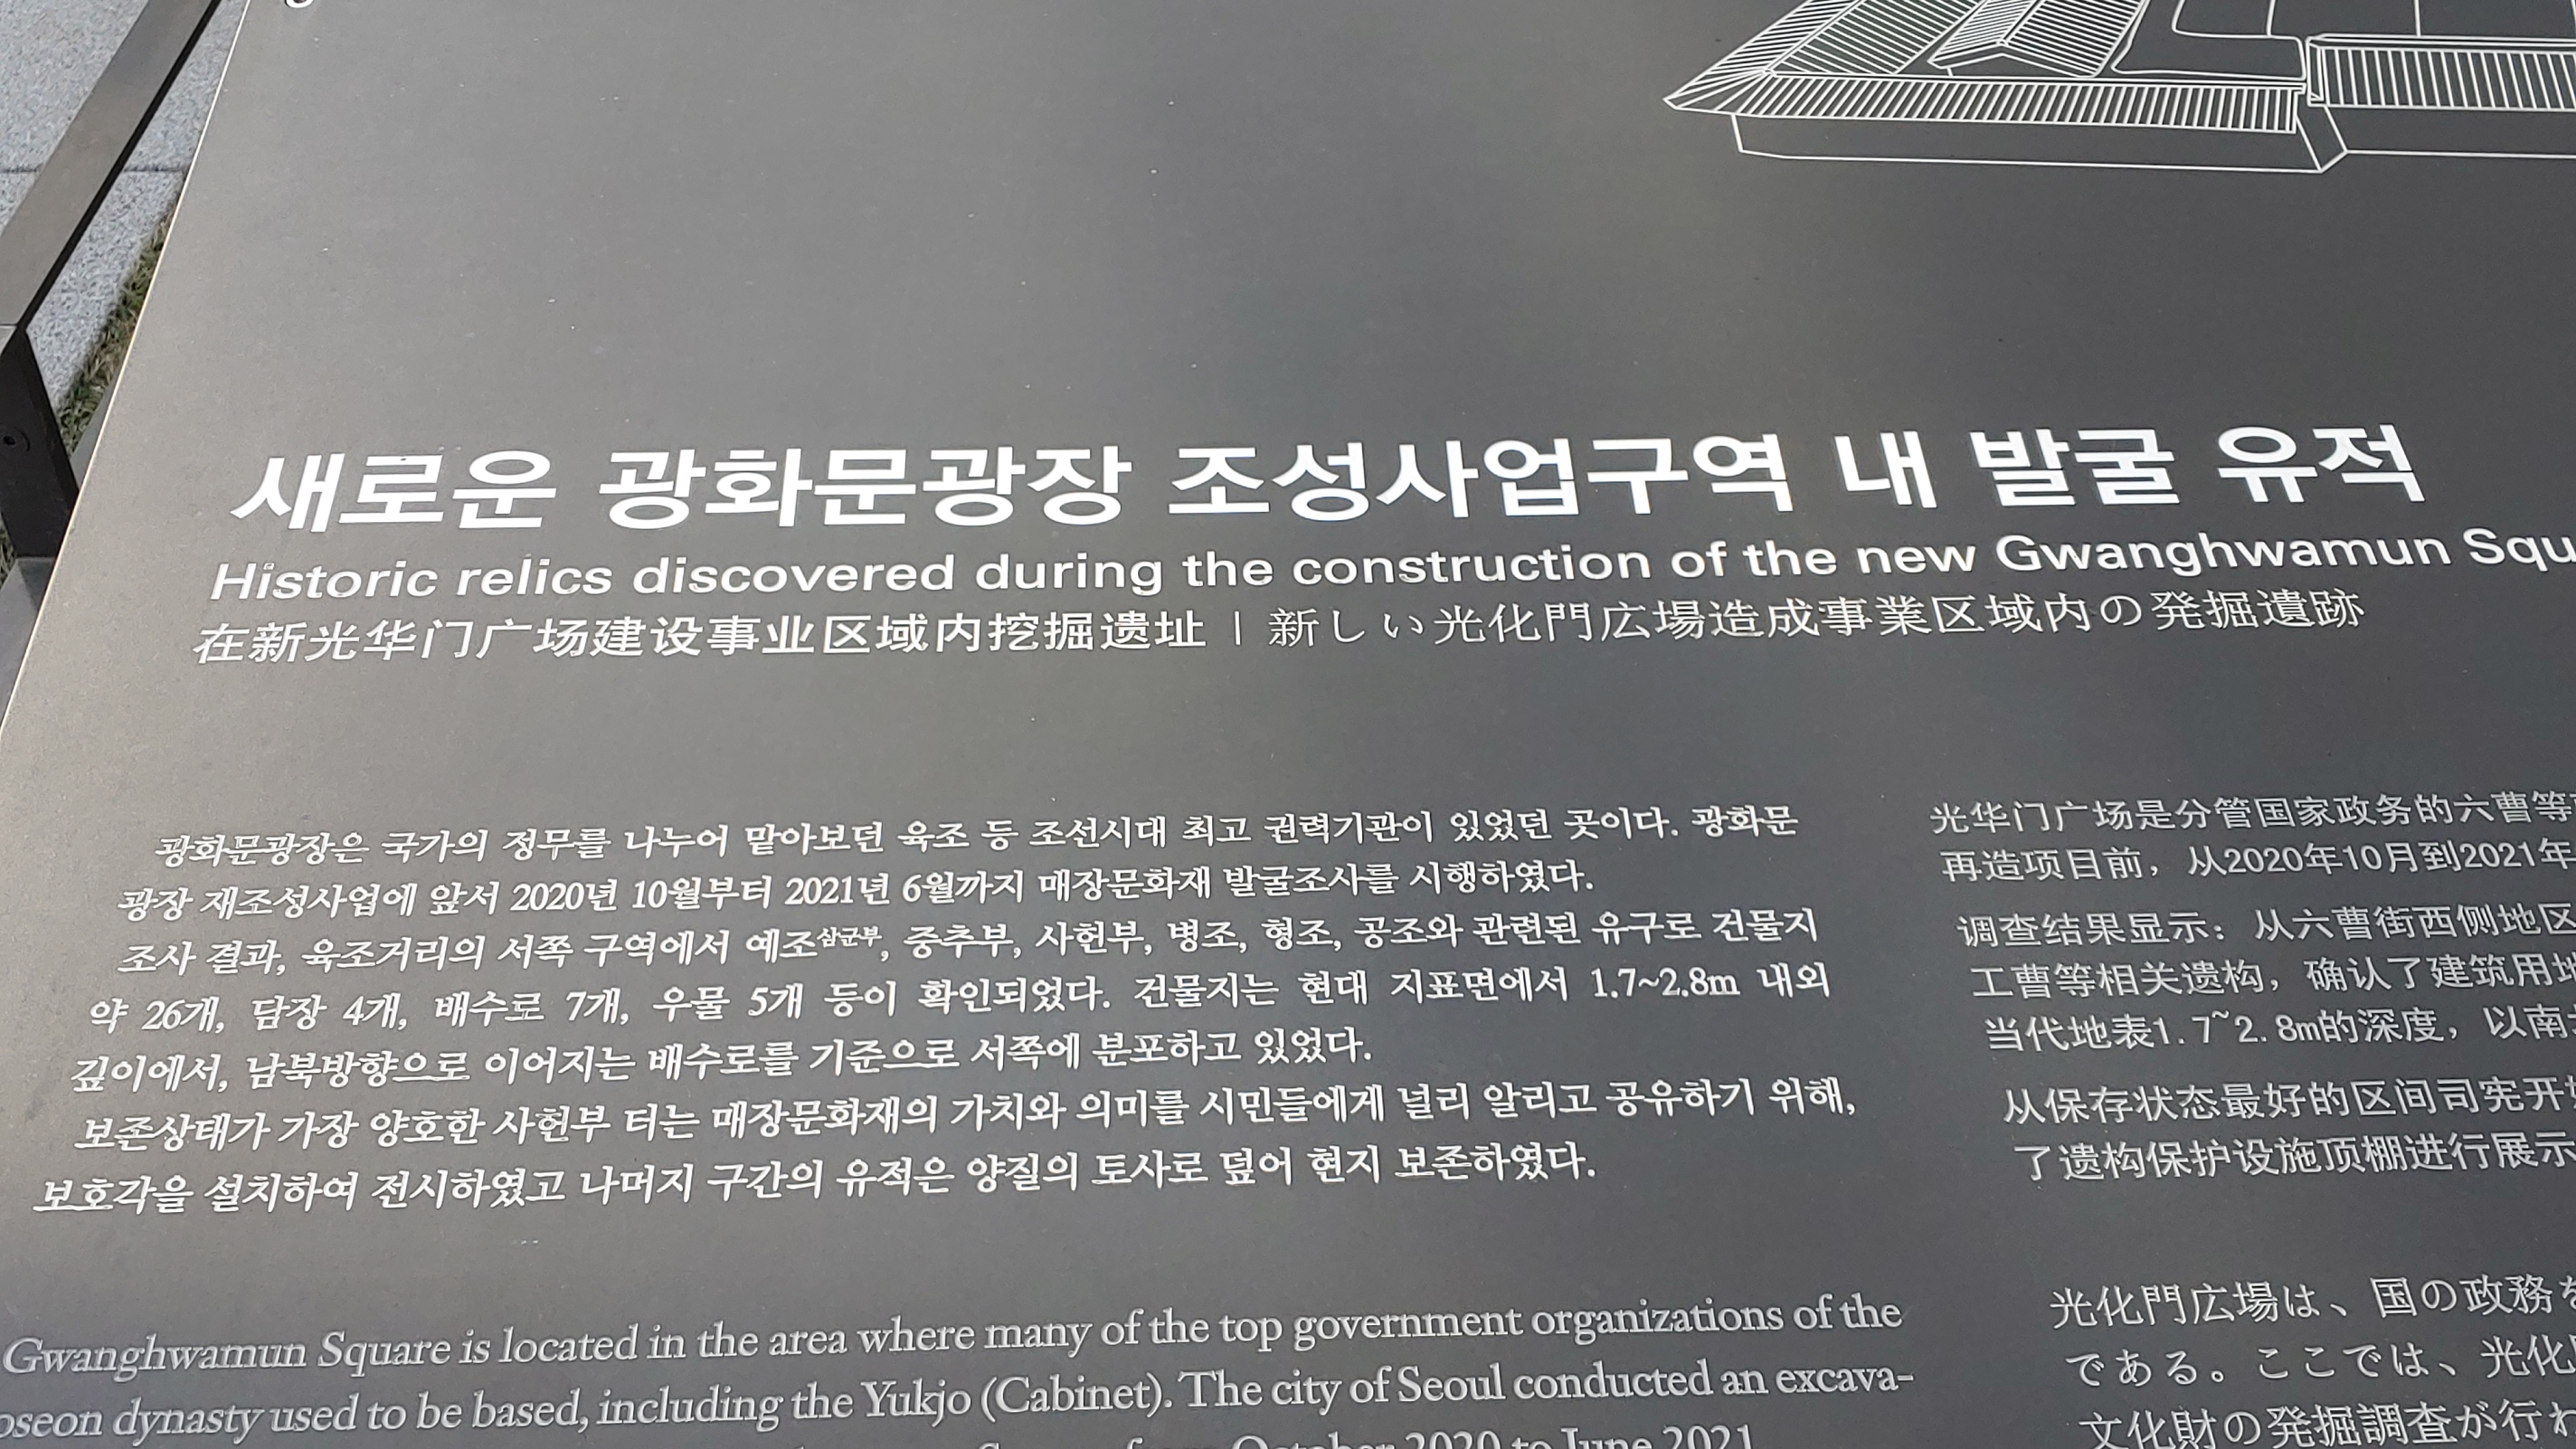 새로운 광화문광장 조성사업구역 내 발굴 유적
Historic relics discovered during the construction of the new Gwanghwamun
在新光华门广场建设事业区域内挖掘遗址 | 新しい光化門広場造成事業区域内の発掘遺跡
광화문광장은 국가의 정무를 나누어 맡아보던 육조 등 조선시대 최고 권력기관이 있었던 곳이다. 광화문
광장 재조성사업에 앞서 2020년 10월부터 2021년 6월까지 매장문화재 발굴조사를 시행하였다.
조사 결과, 육조거리의 서쪽 구역에서 예조삼군부, 중추부, 사헌부, 병조, 형조, 공조와 관련된 유구로 건물지
약 26개, 담장 4개, 배수로 7개, 우물 5개 등이 확인되었다. 건물지는 현대 지표면에서 1.7~2.8m 내외
깊이에서, 남북방향으로 이어지는 배수로를 기준으로 서쪽에 분포하고 있었다.
보존상태가 가장 양호한 사헌부 터는 매장문화재의 가치와 의미를 시민들에게 널리 알리고 공유하기 위해,
보호각을 설치하여 전시하였고 나머지 구간의 유적은 양질의 토사로 덮어 현지 보존하였다.
Gwanghwamun Square is located in the area where many of the top government organizations of the
dynasty used to be based, including the Yukjo (Cabinet). The city of Seoul conducted an excava-
October 2020 to June 2021
光华门广场是分管国家政务的六曹等
再造项目前，从2020年10月到2021年
调查结果显示：从六曹街西侧地区
工曹等相关遗构，确认了建筑用地
当代地表1.7~2.8m的深度，以南
从保存状态最好的区间司宪开
了遗构保护设施顶棚进行展示
光化門広場は、国の政務を
である。ここでは、光化
文化財の発掘調査が行わ